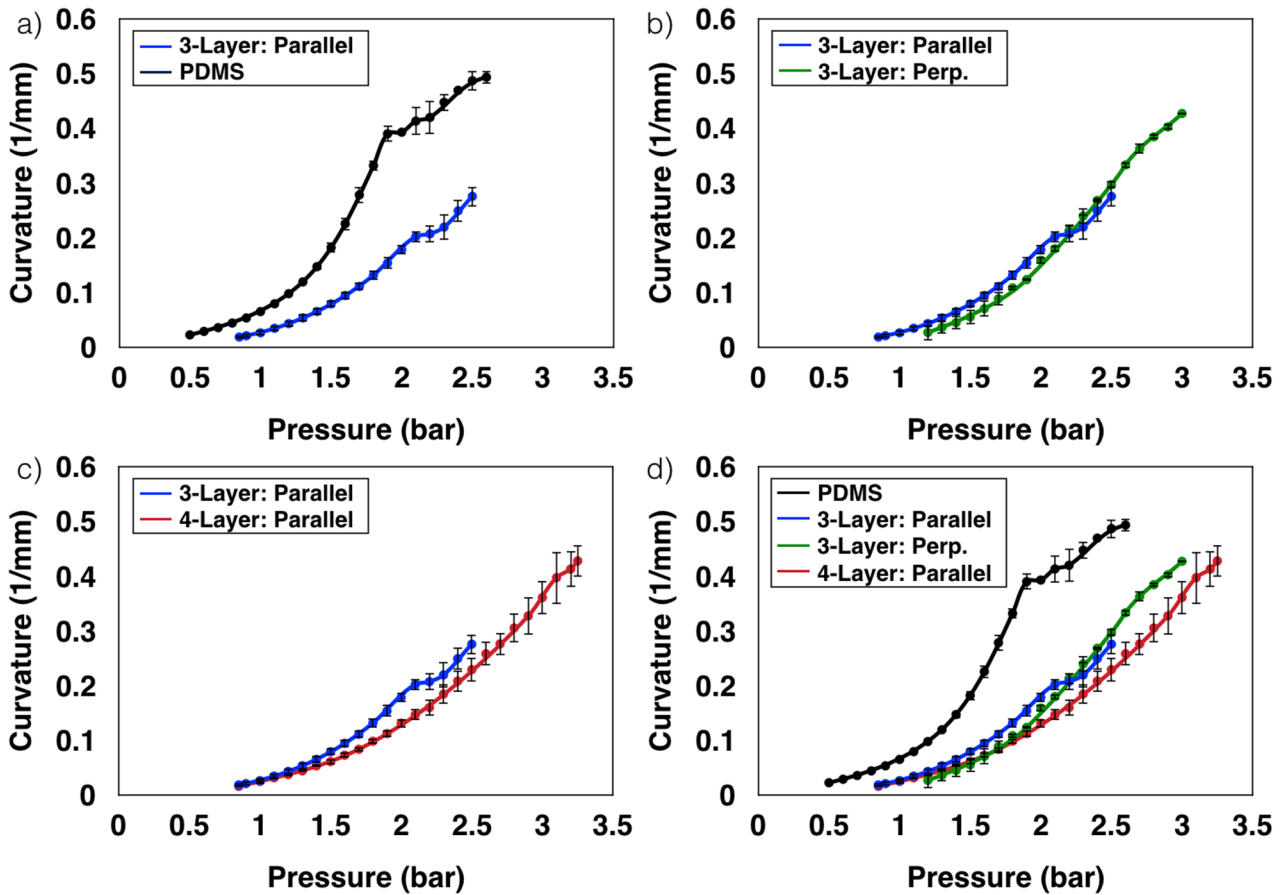 a)
3-Layer: Parallel
PDMS
Curvature (1/mm)
0.6
0.5
0.4
0.3
0.2
0.1
0
0 0.5 1 1.5 2 2.5 3 3.5
Pressure (bar)
b)
3-Layer: Parallel
3-Layer: Perp.
Curvature (1/mm)
0.6
0.5
0.4
0.3
0.2
0.1
0
0 0.5 1 1.5 2 2.5 3 3.5
Pressure (bar)
c)
3-Layer: Parallel
4-Layer: Parallel
Curvature (1/mm)
0.6
0.5
0.4
0.3
0.2
0.1
0
0 0.5 1 1.5 2 2.5 3 3.5
Pressure (bar)
d)
PDMS
3-Layer: Parallel
3-Layer: Perp.
4-Layer: Parallel
Curvature (1/mm)
0.6
0.5
0.4
0.3
0.2
0.1
0
0 0.5 1 1.5 2 2.5 3 3.5
Pressure (bar)